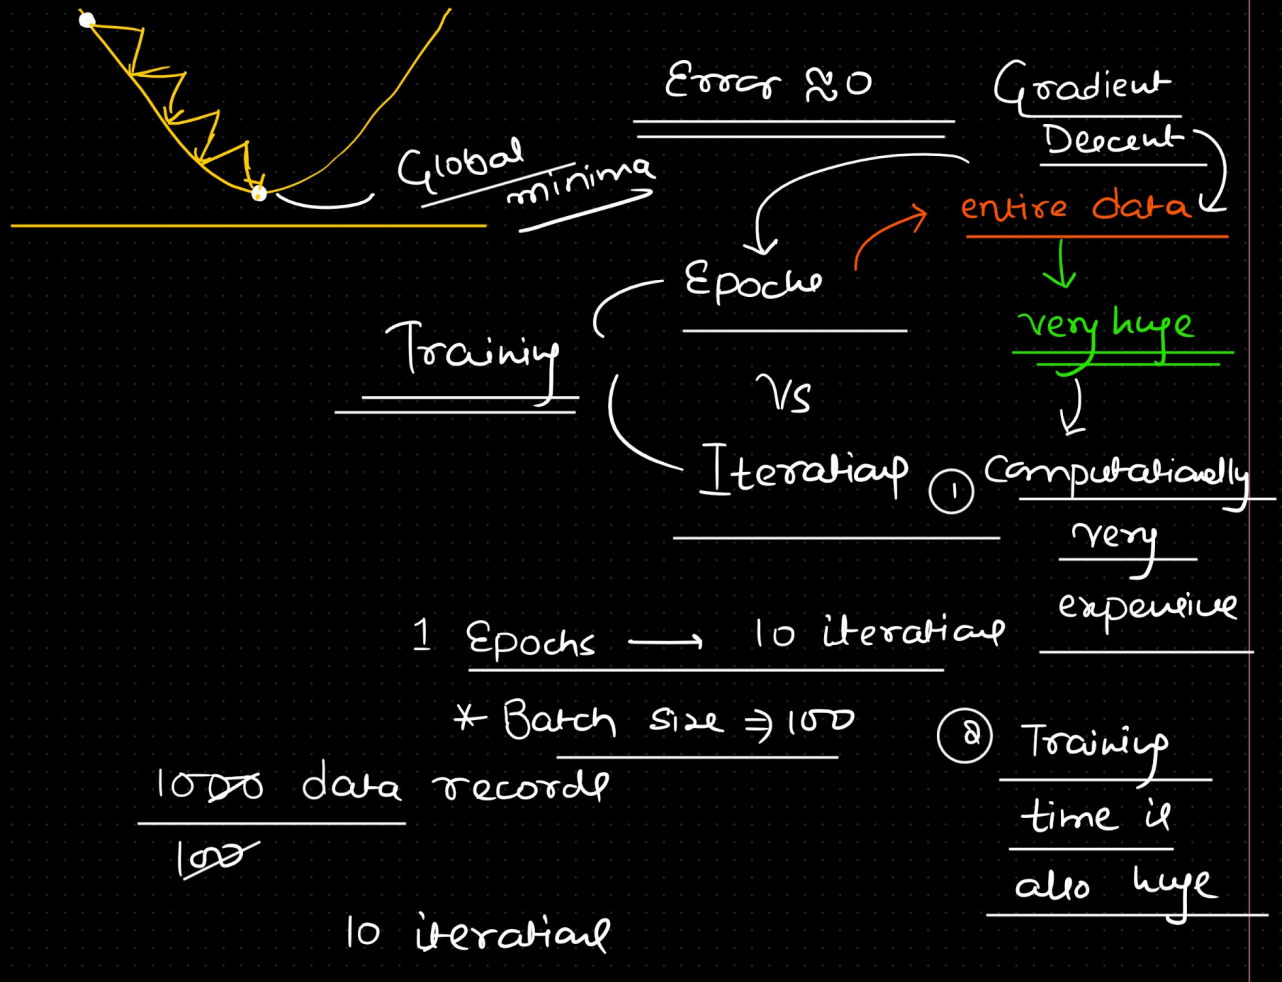 Error ≈ 0
Gradient
Descent
Global
minima
entire data
Epochs
very huge
Training
Vs
Iterations
① Computationally
very
expensive
1 Epochs → 10 iterations
* Batch size ⇒ 100
② Training
time is
also huge
1000 data records
100
10 iterations